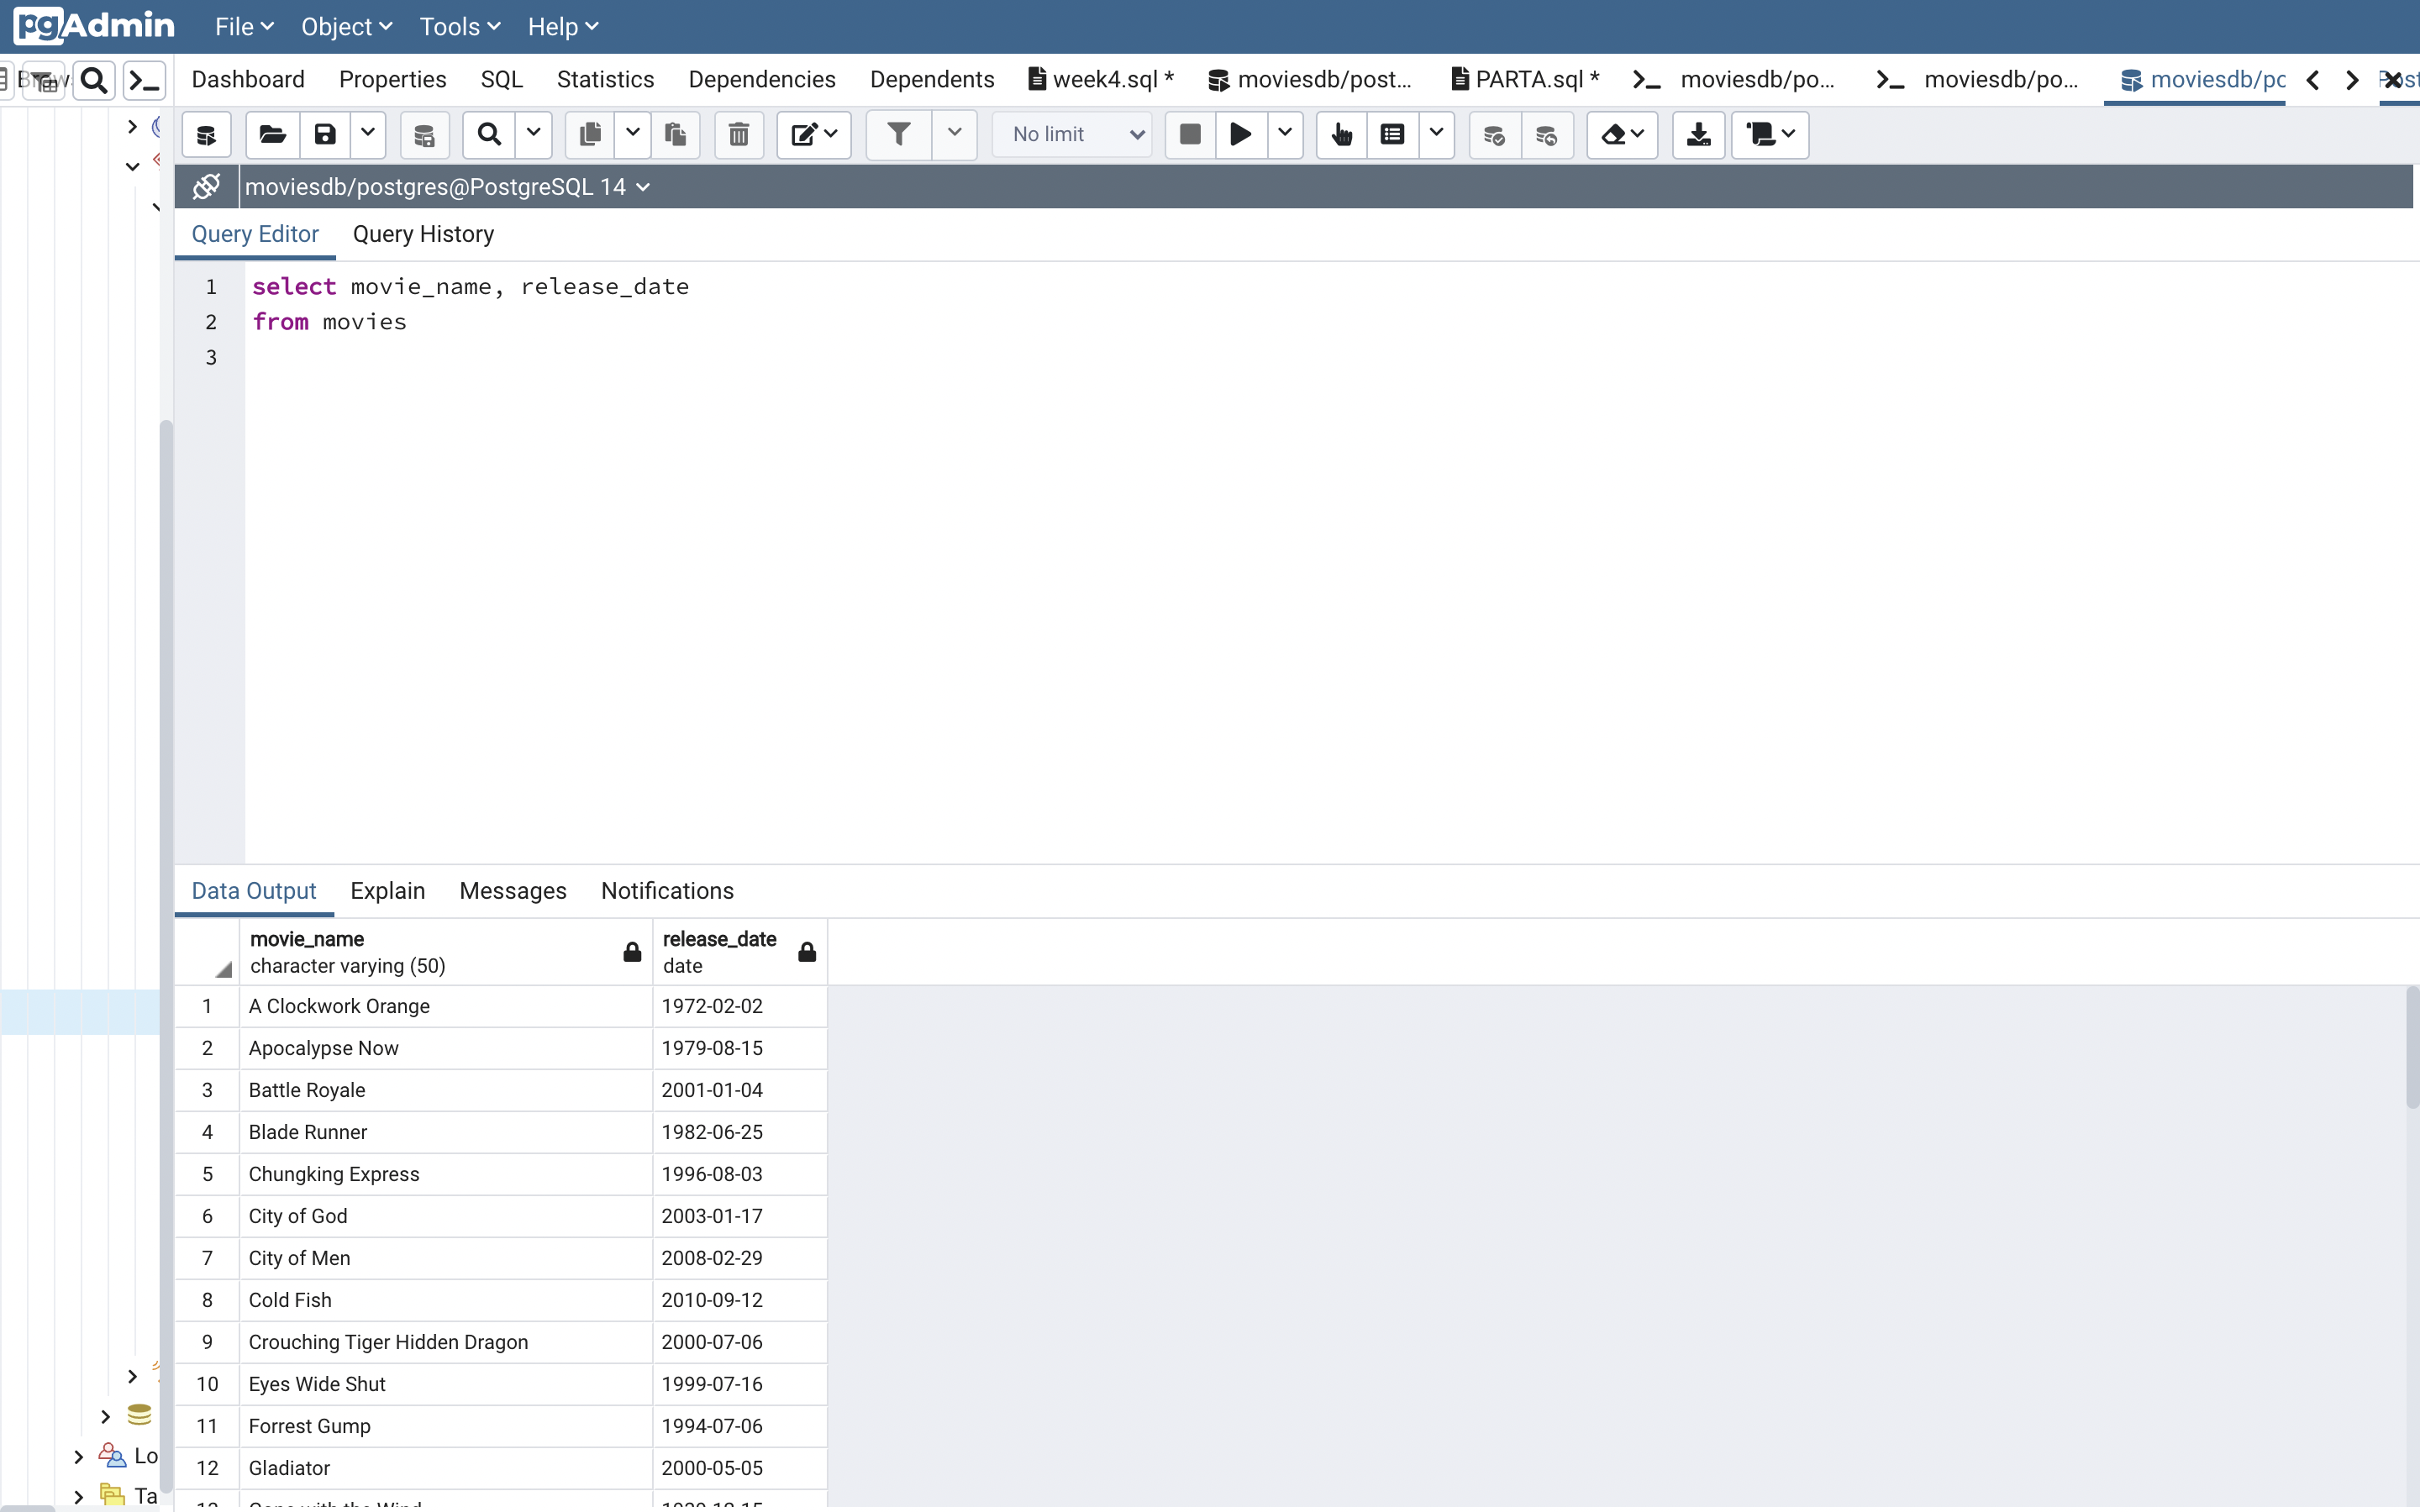 pgAdmin File Object Tools Help
Dashboard Properties SQL Statistics Dependencies Dependents week4.sql * moviesdb/post... PARTA.sql * moviesdb/po... moviesdb/po... moviesdb/pc
No limit
moviesdb/postgres@PostgreSQL 14
Query Editor Query History
1 select movie_name, release_date
2 from movies
3
Data Output Explain Messages Notifications
movie_name release_date
character varying (50) date
1 A Clockwork Orange 1972-02-02
2 Apocalypse Now 1979-08-15
3 Battle Royale 2001-01-04
4 Blade Runner 1982-06-25
5 Chungking Express 1996-08-03
6 City of God 2003-01-17
7 City of Men 2008-02-29
8 Cold Fish 2010-09-12
9 Crouching Tiger Hidden Dragon 2000-07-06
10 Eyes Wide Shut 1999-07-16
11 Forrest Gump 1994-07-06
Lo
12 Gladiator 2000-05-05
Ta